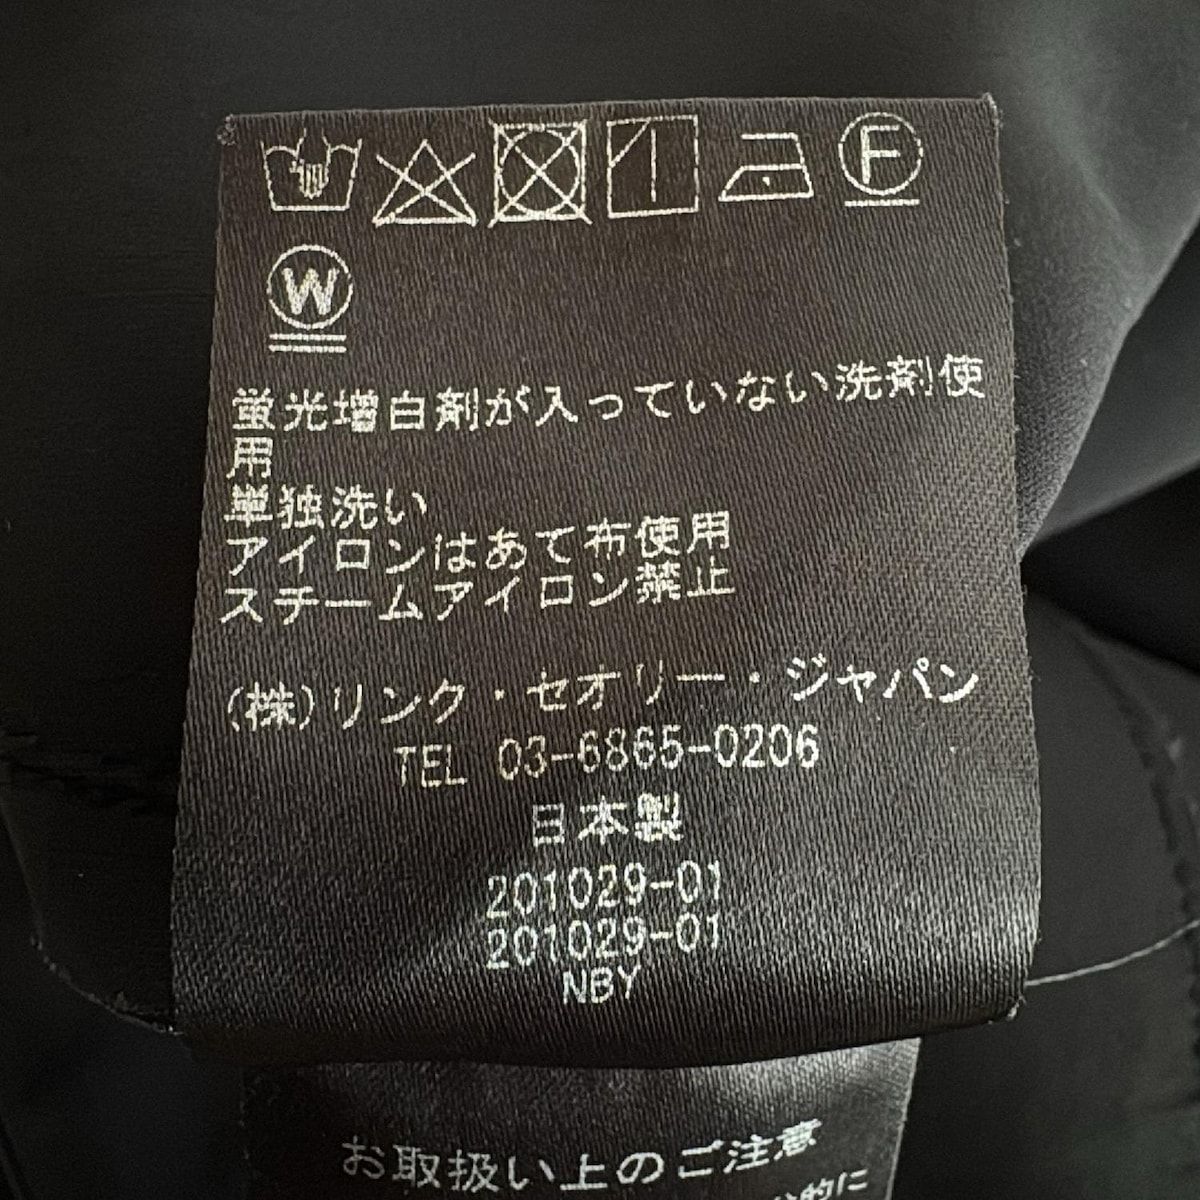 F
W
蛍光増白剤が入っていない洗剤使
用
単独洗い
アイロンはあて布使用
スチームアイロン禁止
(株)リンク・セオリー・ジャパン
TEL 03-6865-0206
日本製
201029-01
201029-01
NBY
お取扱い上のご注意
的に